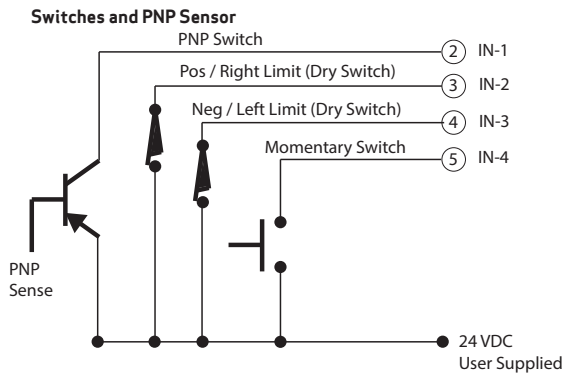 Switches and PNP Sensor
PNP Switch
2 IN-1
Pos / Right Limit (Dry Switch)
3 IN-2
Neg / Left Limit (Dry Switch)
4 IN-3
Momentary Switch
5 IN-4
PNP
Sense
24 VDC
User Supplied